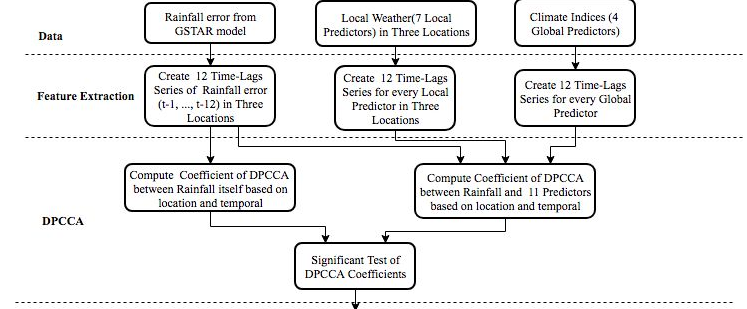 Data
Rainfall error from
GSTAR model
Local Weather(7 Local
Predictors) in Three Locations
Climate Indices (4
Global Predictors)
Feature Extraction
Create 12 Time-Lags
Series of Rainfall error
(t-1, ..., t-12) in Three
Locations
Create 12 Time-Lags
Series for every Local
Predictor in Three
Locations
Create 12 Time-Lags
Series for every Global
Predictor
DPCCA
Compute Coefficient of DPCCA
between Rainfall itself based on
location and temporal
Compute Coefficient of DPCCA
between Rainfall and 11 Predictors
based on location and temporal
Significant Test of
DPCCA Coefficients